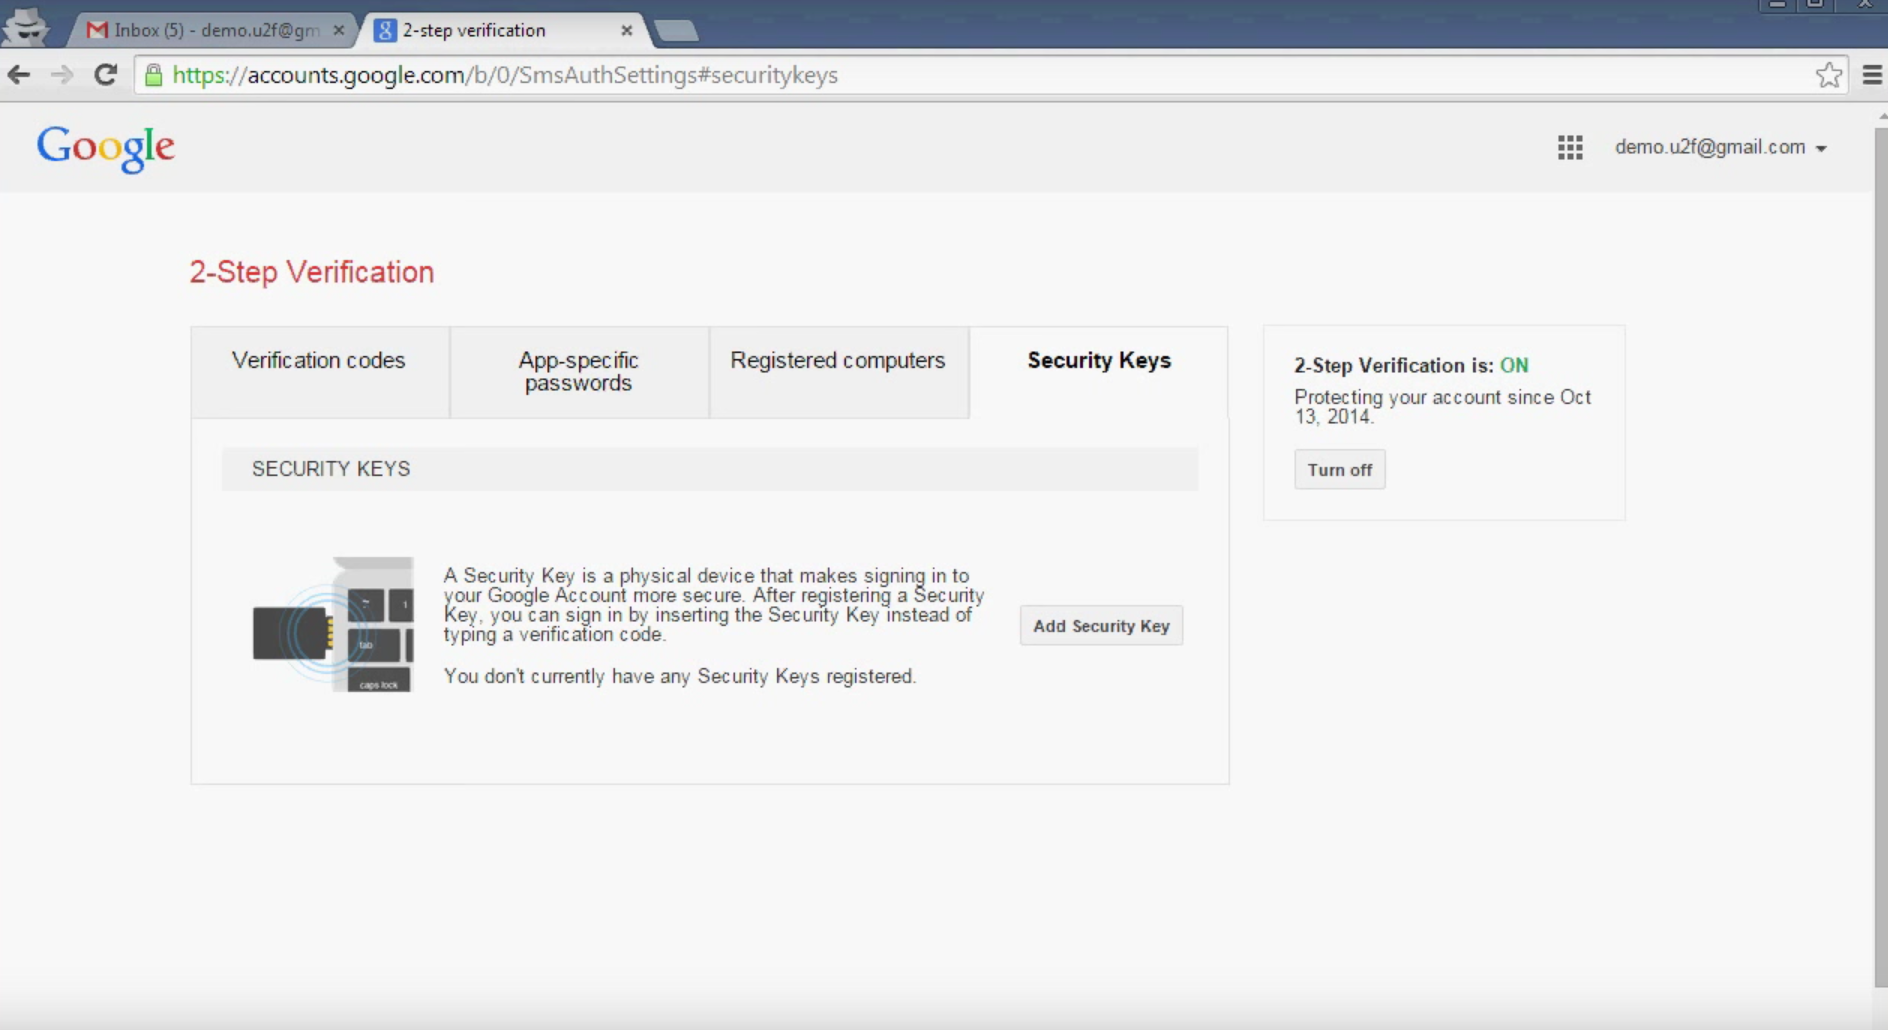 Inbox (5) - demo.u2f@gm
2-step verification
https://accounts.google.com/b/0/SmsAuthSettings#securitykeys
Google
demo.u2f@gmail.com
2-Step Verification
Verification codes
App-specific
passwords
Registered computers
Security Keys
2-Step Verification is: ON
Protecting your account since Oct
13, 2014.
Turn off
SECURITY KEYS
A Security Key is a physical device that makes signing in to
your Google Account more secure. After registering a Security
Key, you can sign in by inserting the Security Key instead of
typing a verification code.
You don't currently have any Security Keys registered.
Add Security Key
tab
caps lock